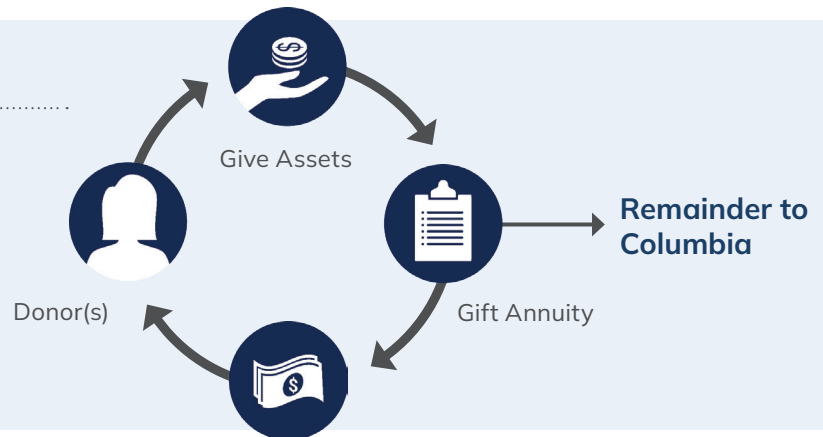 Give Assets
Remainder to
Columbia
Donor(s)
Gift Annuity
$
$